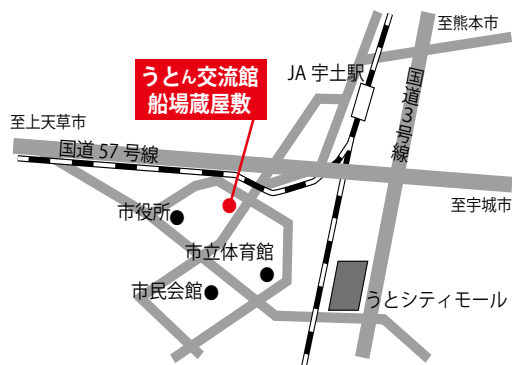 至熊本市
JA 宇土駅
うとん交流館
船場蔵屋敷
国道3号線
至上天草市
国道 57 号線
至宇城市
市役所
市立体育館
市民会館
うとシティモール